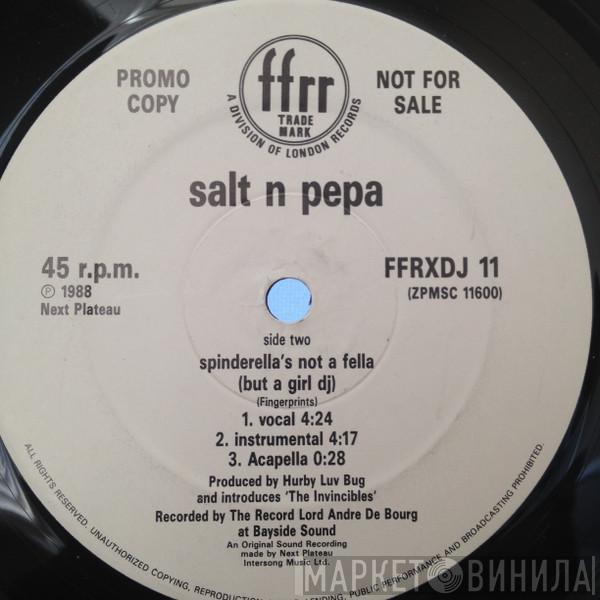 PROMO COPY
ffrr
TRADE MARK
A DIVISION OF LONDON RECORDS
NOT FOR SALE
salt n pepa
45 r.p.m.
℗ 1988
Next Plateau
FFRXDJ 11
(ZPMSC 11600)
side two
spinderella's not a fella
(but a girl dj)
(Fingerprints)
1. vocal 4:24
2. instrumental 4:17
3. Acapella 0:28
Produced by Hurby Luv Bug
and introduces 'The Invincibles'
Recorded by The Record Lord Andre De Bourg
at Bayside Sound
An Original Sound Recording
made by Next Plateau
Intersong Music Ltd.
ALL RIGHTS RESERVED. UNAUTHORIZED COPYING, REPRODUCTION, LENDING, PUBLIC PERFORMANCE AND BROADCASTING PROHIBITED.
МАРКЕТ ВИНИЛА